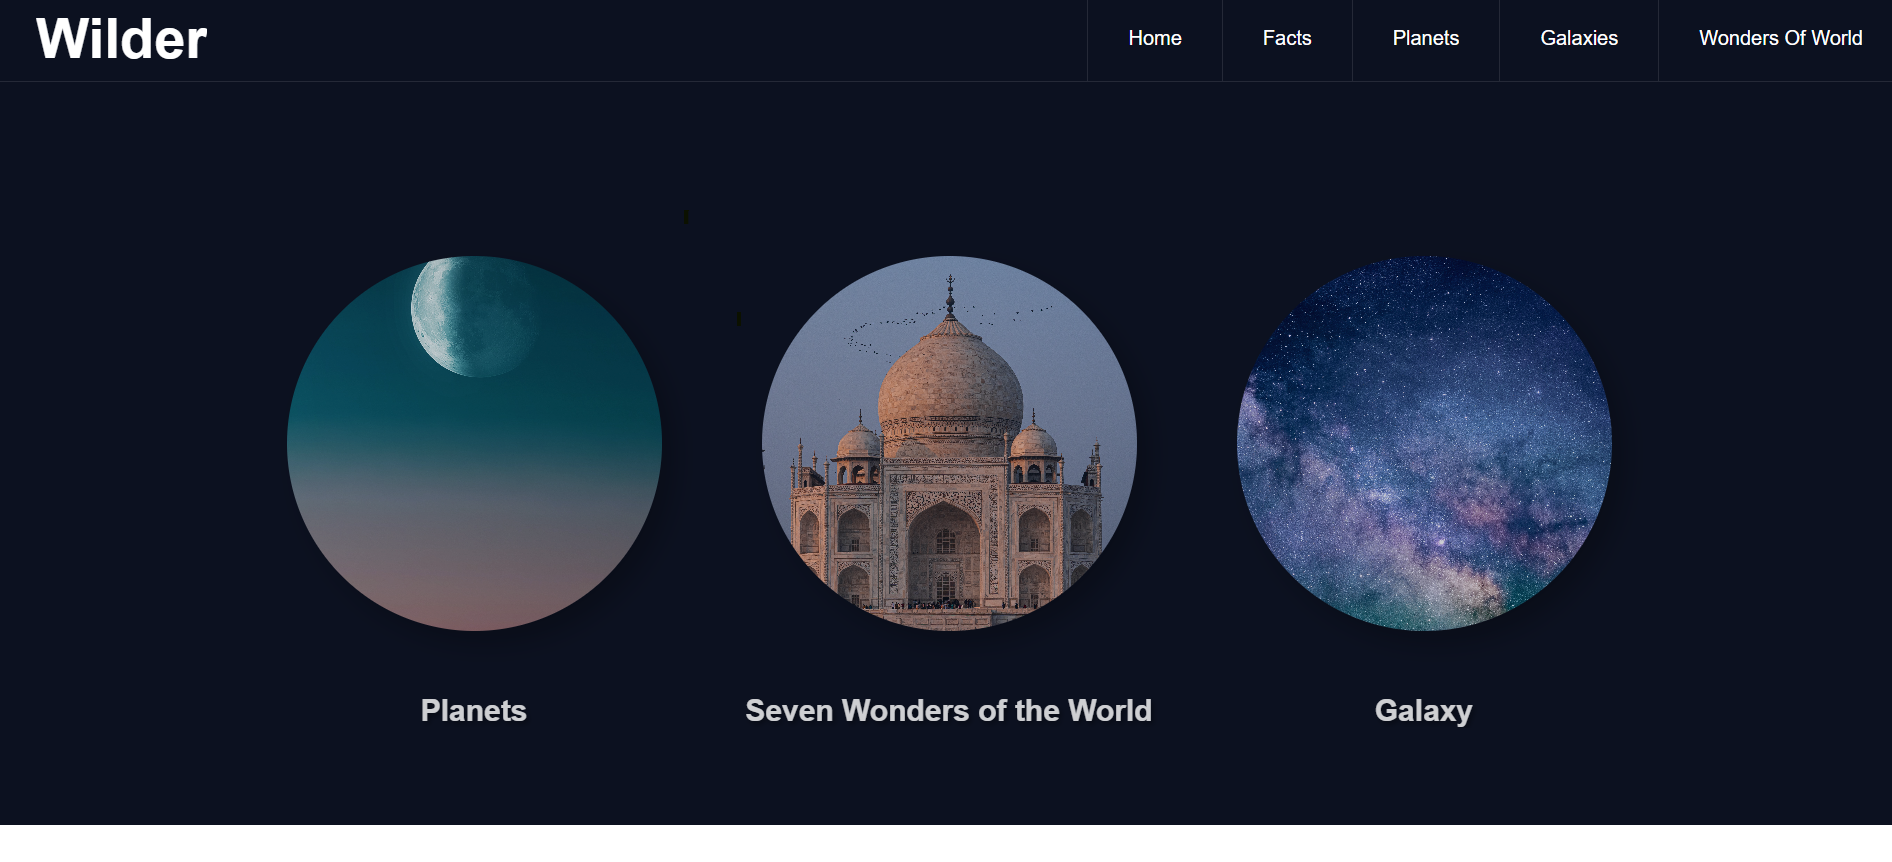 Wilder
Home Facts Planets Galaxies Wonders Of World
Planets
Seven Wonders of the World
Galaxy